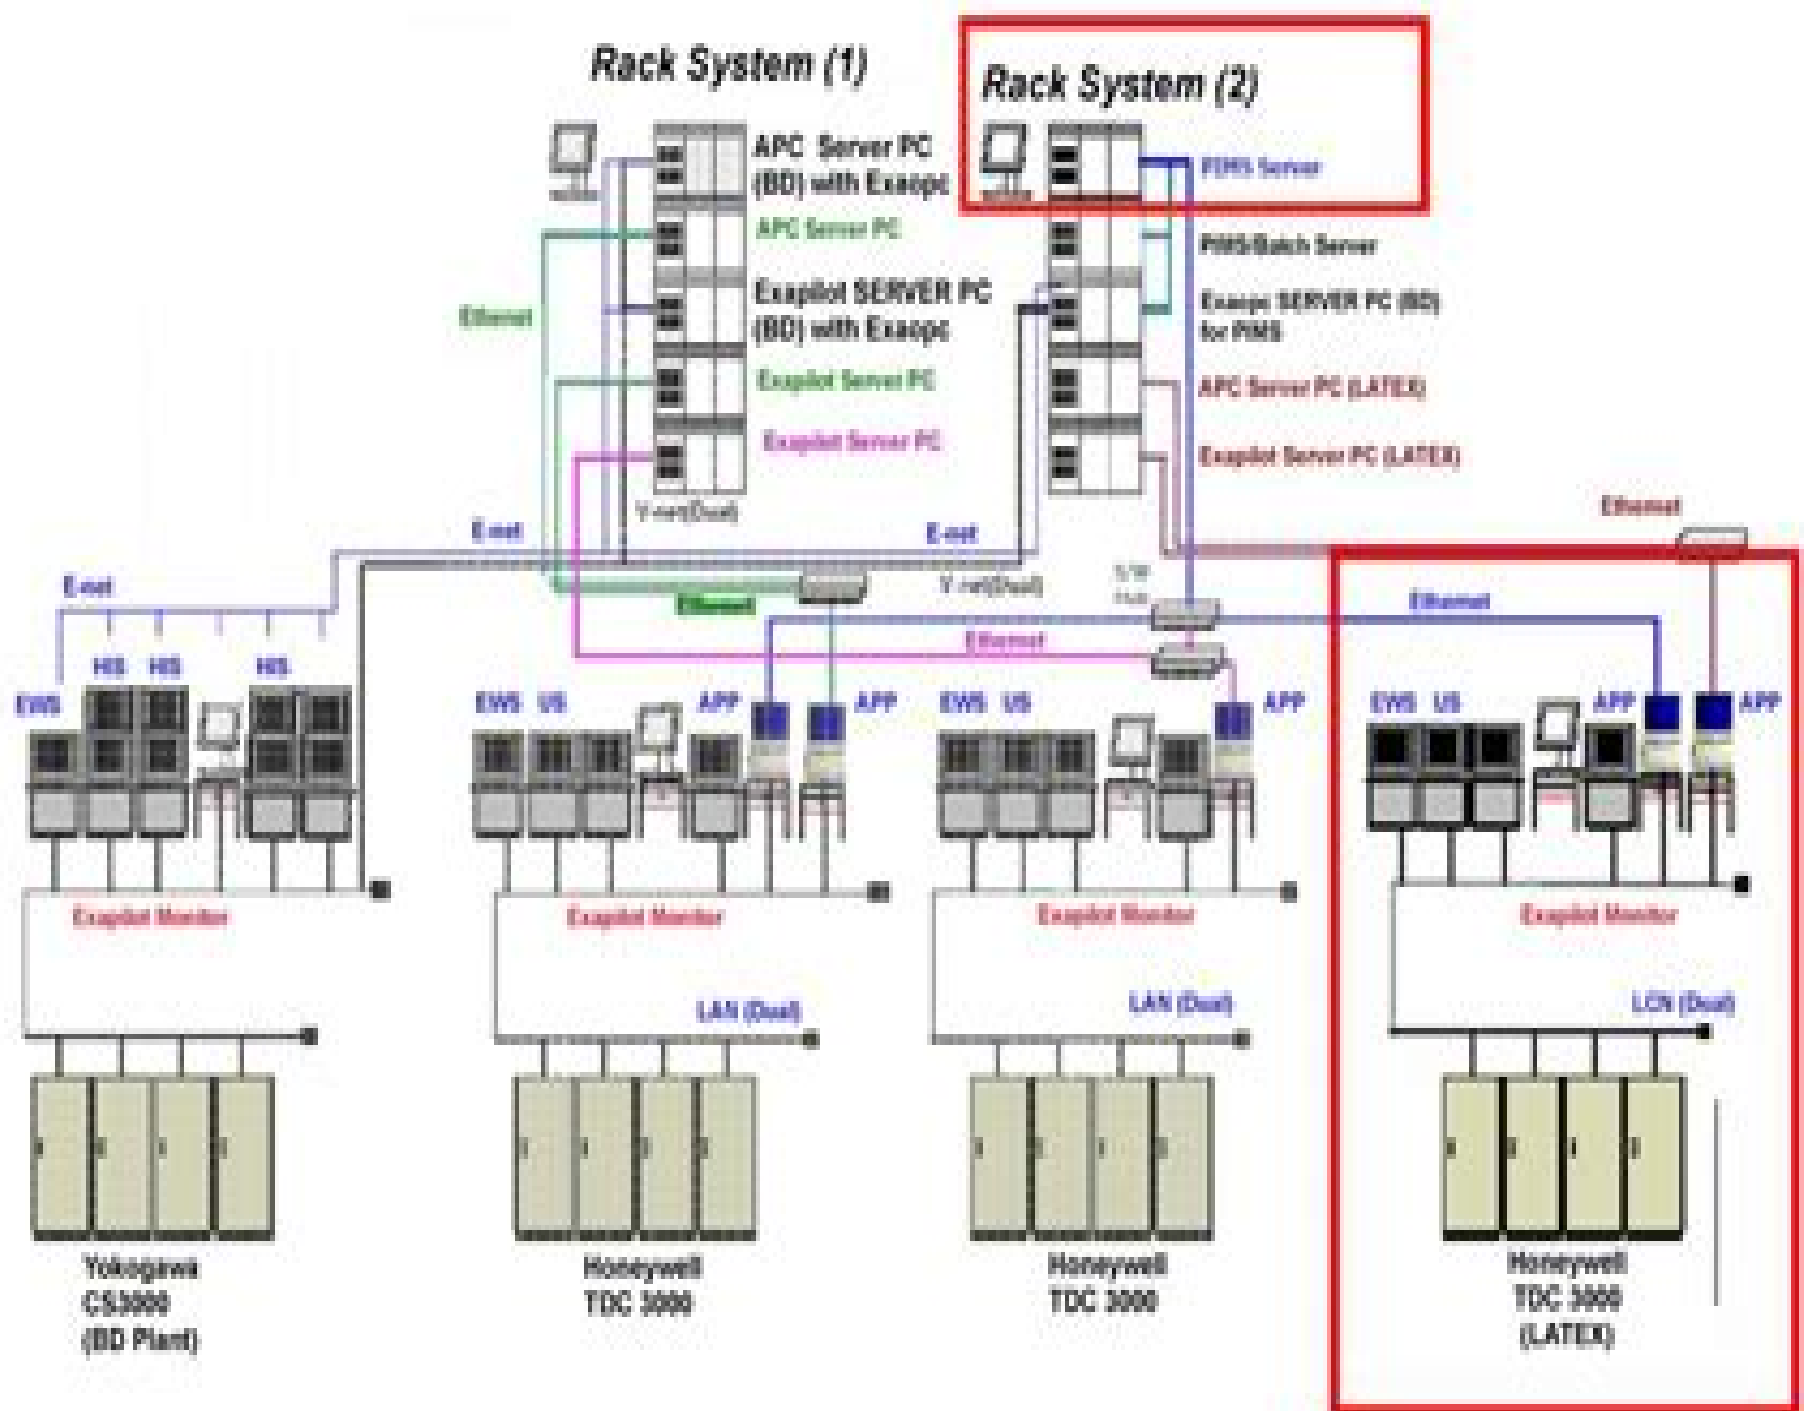 Rack System (1)
Rack System (2)
APC Server PC
(BD) with Exaopc
APC Server PC
Exapilot SERVER PC
(BD) with Exaopc
Exapilot Server PC
Exapilot Server PC
PIMS Server
PIMS/Batch Server
Exaopc SERVER PC (BD)
for PIMS
APC Server PC (LATEX)
Exapilot Server PC (LATEX)
Ethernet
V-net(Dual)
E-net
E-net
Ethernet
E-net
V-net(Dual)
Ethernet
Ethernet
Ethernet
HIS HIS HIS
EWS
EWS US APP APP
EWS US APP
EWS US APP APP
Exapilot Monitor
Exapilot Monitor
Exapilot Monitor
Exapilot Monitor
LAN (Dual)
LAN (Dual)
LCN (Dual)
Yokogawa
CS3000
(BD Plant)
Honeywell
TDC 3000
Honeywell
TDC 3000
Honeywell
TDC 3000
(LATEX)